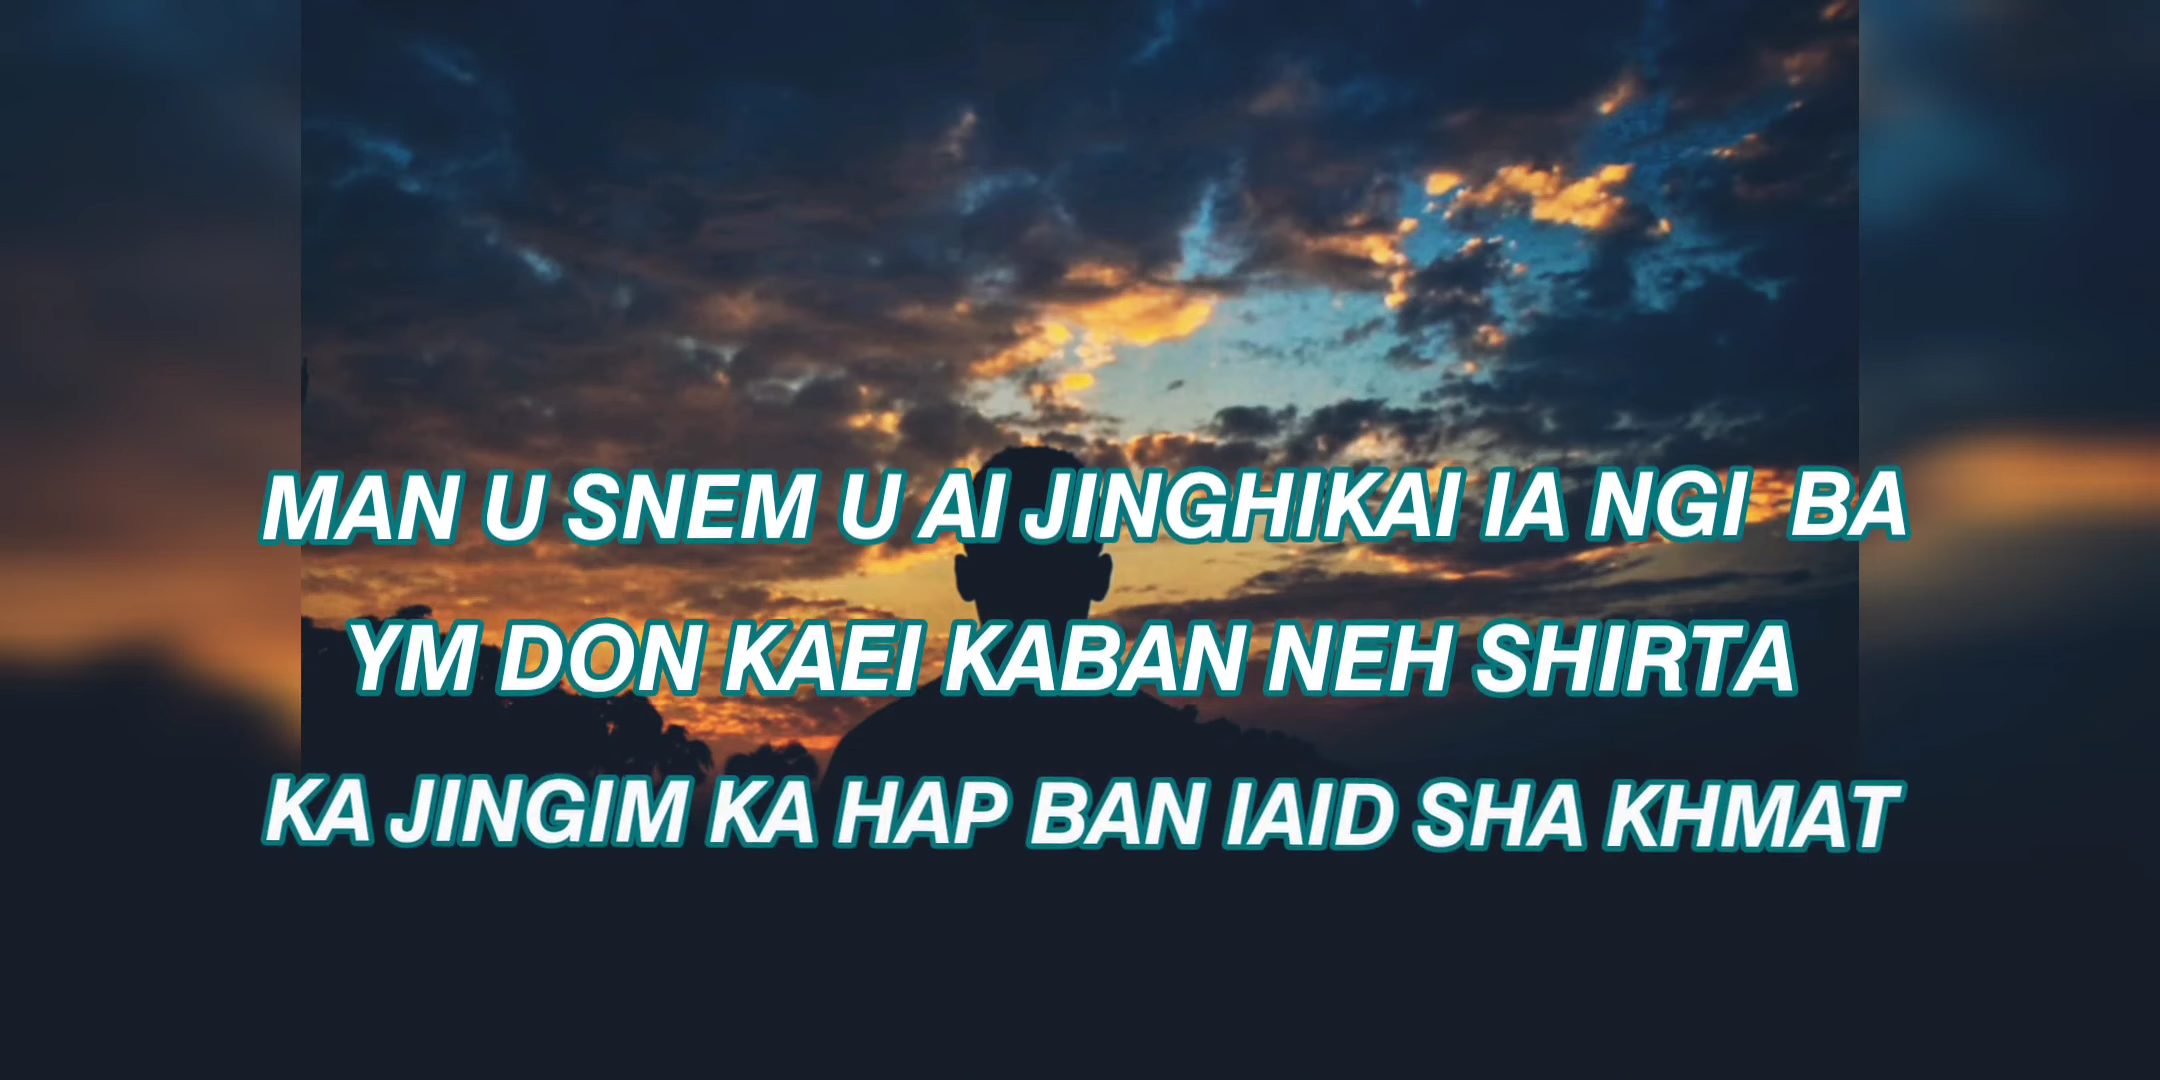 MAN U SNEM U AI JINGHIKAI IA NGI BA
YM DON KAEI KABAN NEH SHIRTA
KA JINGIM KA HAP BAN IAID SHA KHMAT